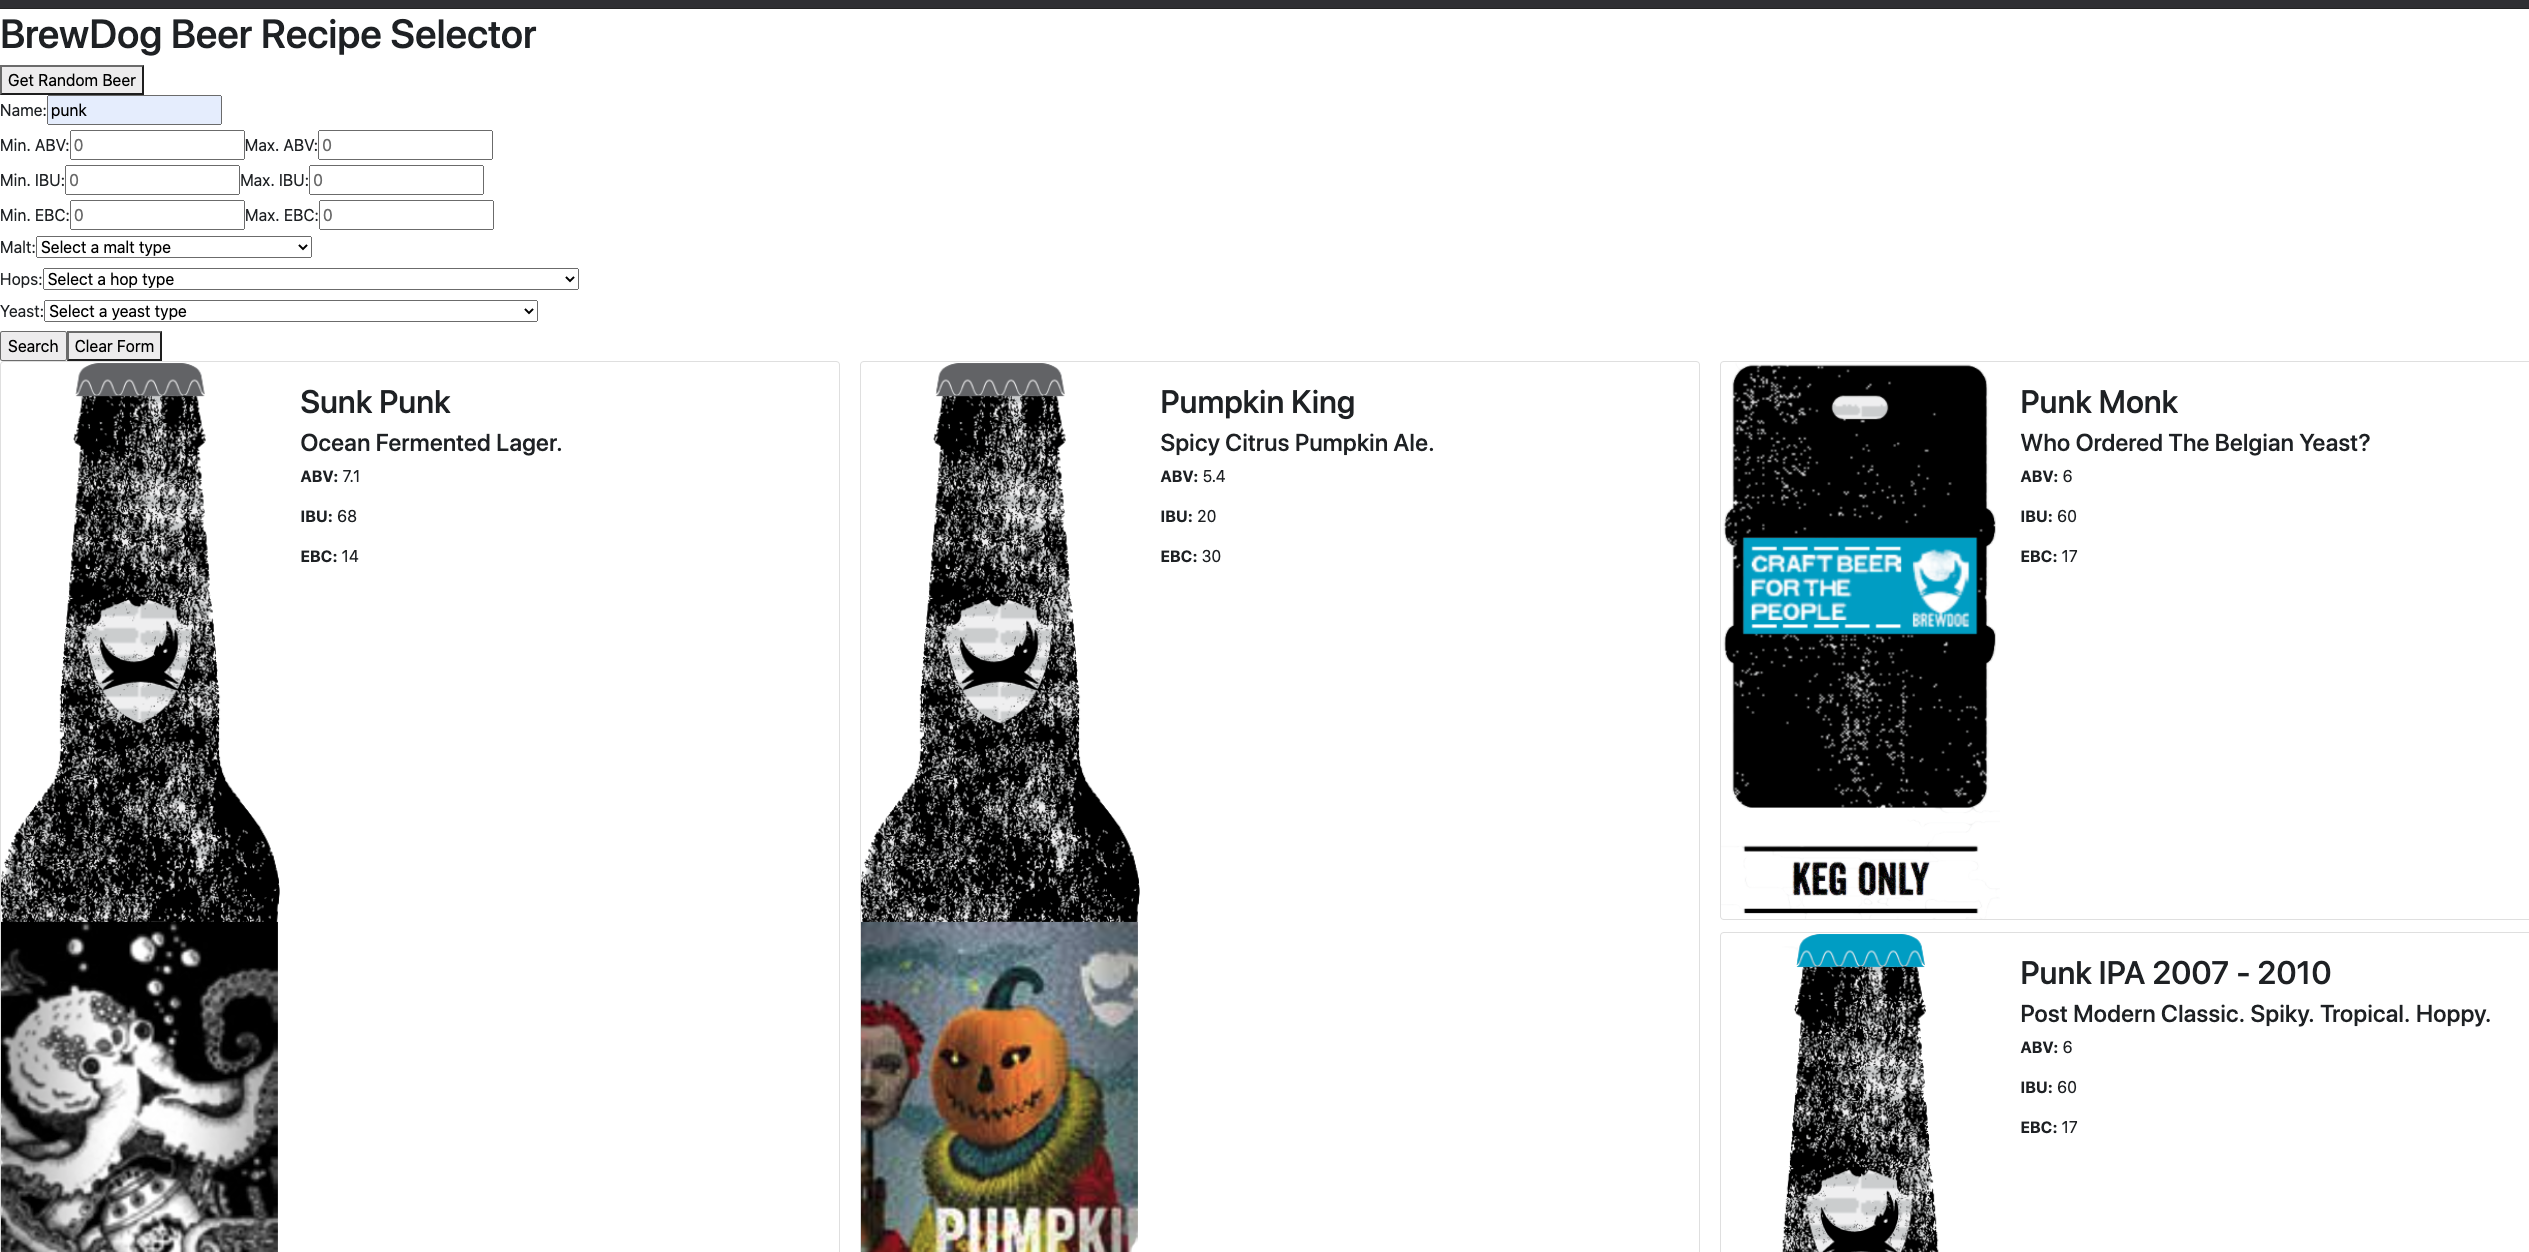 BrewDog Beer Recipe Selector
Get Random Beer
Name: punk
Min. ABV: 0 Max. ABV: 0
Min. IBU: 0 Max. IBU: 0
Min. EBC: 0 Max. EBC: 0
Malt: Select a malt type
Hops: Select a hop type
Yeast: Select a yeast type
Search Clear Form
Sunk Punk
Ocean Fermented Lager.
ABV: 7.1
IBU: 68
EBC: 14
Pumpkin King
Spicy Citrus Pumpkin Ale.
ABV: 5.4
IBU: 20
EBC: 30
PUMPKI
CRAFT BEER
FOR THE
PEOPLE
BREWDOG
KEG ONLY
Punk Monk
Who Ordered The Belgian Yeast?
ABV: 6
IBU: 60
EBC: 17
Punk IPA 2007 - 2010
Post Modern Classic. Spiky. Tropical. Hoppy.
ABV: 6
IBU: 60
EBC: 17